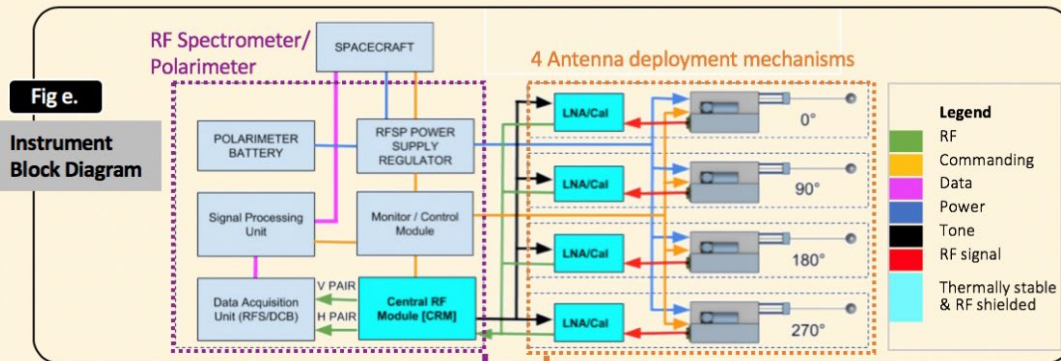 RF Spectrometer/
Polarimeter
SPACECRAFT
4 Antenna deployment mechanisms
Fig e.
Instrument
Block Diagram
POLARIMETER
BATTERY
RFSP POWER
SUPPLY
REGULATOR
Signal Processing
Unit
Monitor / Control
Module
Data Acquisition
Unit (RFS/DCB)
V PAIR
H PAIR
Central RF
Module [CRM]
LNA/Cal
0°
LNA/Cal
90°
LNA/Cal
180°
LNA/Cal
270°
Legend
RF
Commanding
Data
Power
Tone
RF signal
Thermally stable
& RF shielded